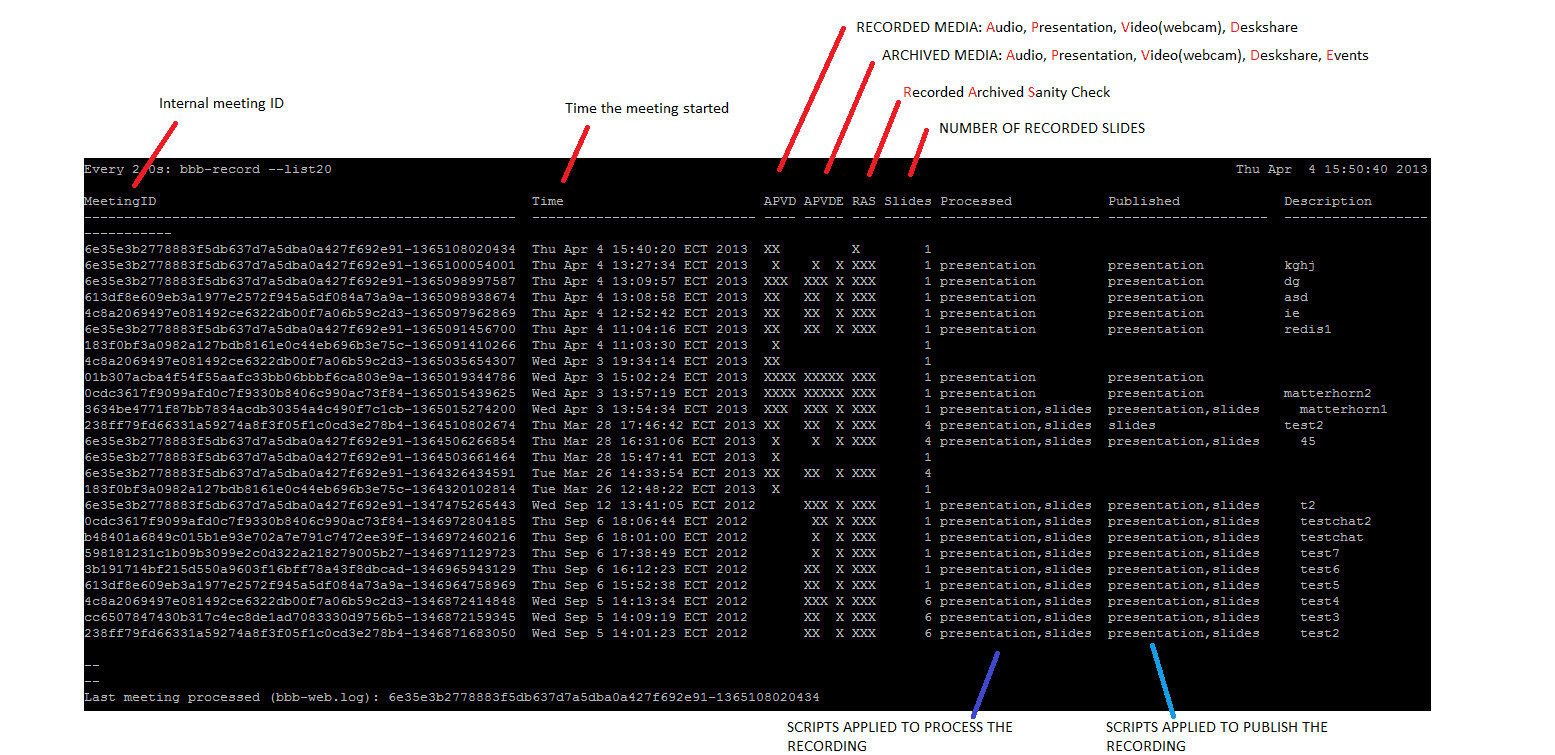 RECORDED MEDIA: Audio, Presentation, Video(webcam), Deskshare
ARCHIVED MEDIA: Audio, Presentation, Video(webcam), Deskshare, Events
Recorded Archived Sanity Check
Internal meeting ID
Time the meeting started
NUMBER OF RECORDED SLIDES
Every 2.0s: bbb-record --list20 Thu Apr  4 15:50:40 2013
MeetingID Time APVD APVDE RAS Slides Processed Published Description
------------------------------------------------------ ---------------------------- ---- ----- --- ------ -------------------- -------------------- ------------------
-----------
6e35e3b2778883f5db637d7a5dba0a427f692e91-1365108020434 Thu Apr 4 15:40:20 ECT 2013 XX X 1
6e35e3b2778883f5db637d7a5dba0a427f692e91-1365100054001 Thu Apr 4 13:27:34 ECT 2013 X X X XXX 1 presentation presentation kghj
6e35e3b2778883f5db637d7a5dba0a427f692e91-1365098997587 Thu Apr 4 13:09:57 ECT 2013 XXX XXX X XXX 1 presentation presentation dg
613df8e609eb3a1977e2572f945a5df084a73a9a-1365098938674 Thu Apr 4 13:08:58 ECT 2013 XX XX X XXX 1 presentation presentation asd
4c8a2069497e081492ce6322db00f7a06b59c2d3-1365097962869 Thu Apr 4 12:52:42 ECT 2013 XX XX X XXX 1 presentation presentation ie
6e35e3b2778883f5db637d7a5dba0a427f692e91-1365091456700 Thu Apr 4 11:04:16 ECT 2013 XX XX X XXX 1 presentation presentation redis1
183f0bf3a0982a127bdb8161e0c44eb696b3e75c-1365091410266 Thu Apr 4 11:03:30 ECT 2013 X 1
4c8a2069497e081492ce6322db00f7a06b59c2d3-1365035654307 Wed Apr 3 19:34:14 ECT 2013 XX 1
01b307acba4f54f55aafc33bb06bbbf6ca803e9a-1365019344786 Wed Apr 3 15:02:24 ECT 2013 XXXX XXXXX XXX 1 presentation presentation
0cdc3617f9099afd0c7f9330b8406c990ac73f84-1365015439625 Wed Apr 3 13:57:19 ECT 2013 XXXX XXXXX XXX 1 presentation presentation matterhorn2
3634be4771f87bb7834acdb30354a4c490f7c1cb-1365015274200 Wed Apr 3 13:54:34 ECT 2013 XXX XXX X XXX 1 presentation,slides presentation,slides matterhorn1
238ff79fd66331a59274a8f3f05f1c0cd3e278b4-1364510802674 Thu Mar 28 17:46:42 ECT 2013 XX XX X XXX 4 presentation,slides slides test2
6e35e3b2778883f5db637d7a5dba0a427f692e91-1364506266854 Thu Mar 28 16:31:06 ECT 2013 X X X XXX 4 presentation,slides presentation,slides 45
6e35e3b2778883f5db637d7a5dba0a427f692e91-1364503661464 Thu Mar 28 15:47:41 ECT 2013 X 1
6e35e3b2778883f5db637d7a5dba0a427f692e91-1364326434591 Tue Mar 26 14:33:54 ECT 2013 XX XX X XXX 4
183f0bf3a0982a127bdb8161e0c44eb696b3e75c-1364320102814 Tue Mar 26 12:48:22 ECT 2013 X 1
6e35e3b2778883f5db637d7a5dba0a427f692e91-1347475265443 Wed Sep 12 13:41:05 ECT 2012 XXX X XXX 1 presentation,slides presentation,slides t2
0cdc3617f9099afd0c7f9330b8406c990ac73f84-1346972804185 Thu Sep 6 18:06:44 ECT 2012 XX X XXX 1 presentation,slides presentation,slides testchat2
b48401a6849c015b1e93e702a7e791c7472ee39f-1346972460216 Thu Sep 6 18:01:00 ECT 2012 X X XXX 1 presentation,slides presentation,slides testchat
598181231c1b09b3099e2c0d322a218279005b27-1346971129723 Thu Sep 6 17:38:49 ECT 2012 X X XXX 1 presentation,slides presentation,slides test7
3b191714bf215d550a9603f16bff78a43f8dbcad-1346965943129 Thu Sep 6 16:12:23 ECT 2012 XX X XXX 1 presentation,slides presentation,slides test6
613df8e609eb3a1977e2572f945a5df084a73a9a-1346964758969 Thu Sep 6 15:52:38 ECT 2012 XX X XXX 1 presentation,slides presentation,slides test5
4c8a2069497e081492ce6322db00f7a06b59c2d3-1346872414848 Wed Sep 5 14:13:34 ECT 2012 XXX X XXX 6 presentation,slides presentation,slides test4
cc6507847430b317c4ec8de1ad7083330d9756b5-1346872159345 Wed Sep 5 14:09:19 ECT 2012 XX X XXX 6 presentation,slides presentation,slides test3
238ff79fd66331a59274a8f3f05f1c0cd3e278b4-1346871683050 Wed Sep 5 14:01:23 ECT 2012 XX X XXX 6 presentation,slides presentation,slides test2
--
--
Last meeting processed (bbb-web.log): 6e35e3b2778883f5db637d7a5dba0a427f692e91-1365108020434
SCRIPTS APPLIED TO PROCESS THE
RECORDING
SCRIPTS APPLIED TO PUBLISH THE
RECORDING